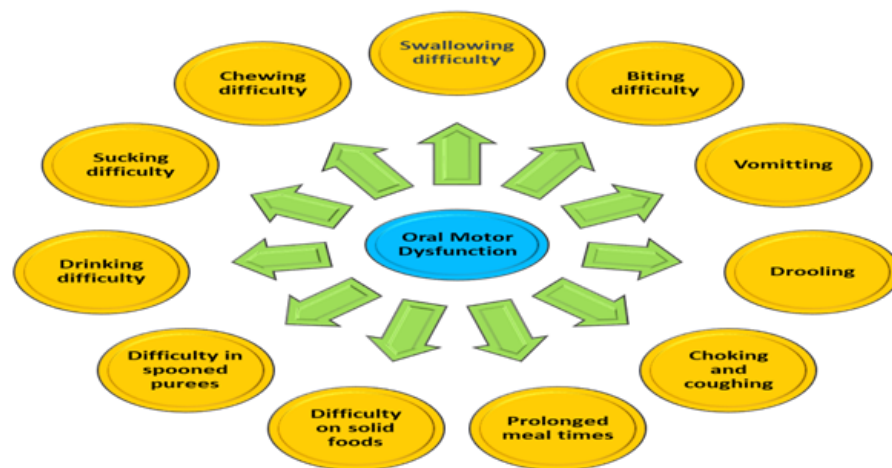 Swallowing
difficulty
Biting
difficulty
Vomitting
Drooling
Choking
and
coughing
Prolonged
meal times
Difficulty
on solid
foods
Difficulty in
spooned
purees
Drinking
difficulty
Sucking
difficulty
Chewing
difficulty
Oral Motor
Dysfunction